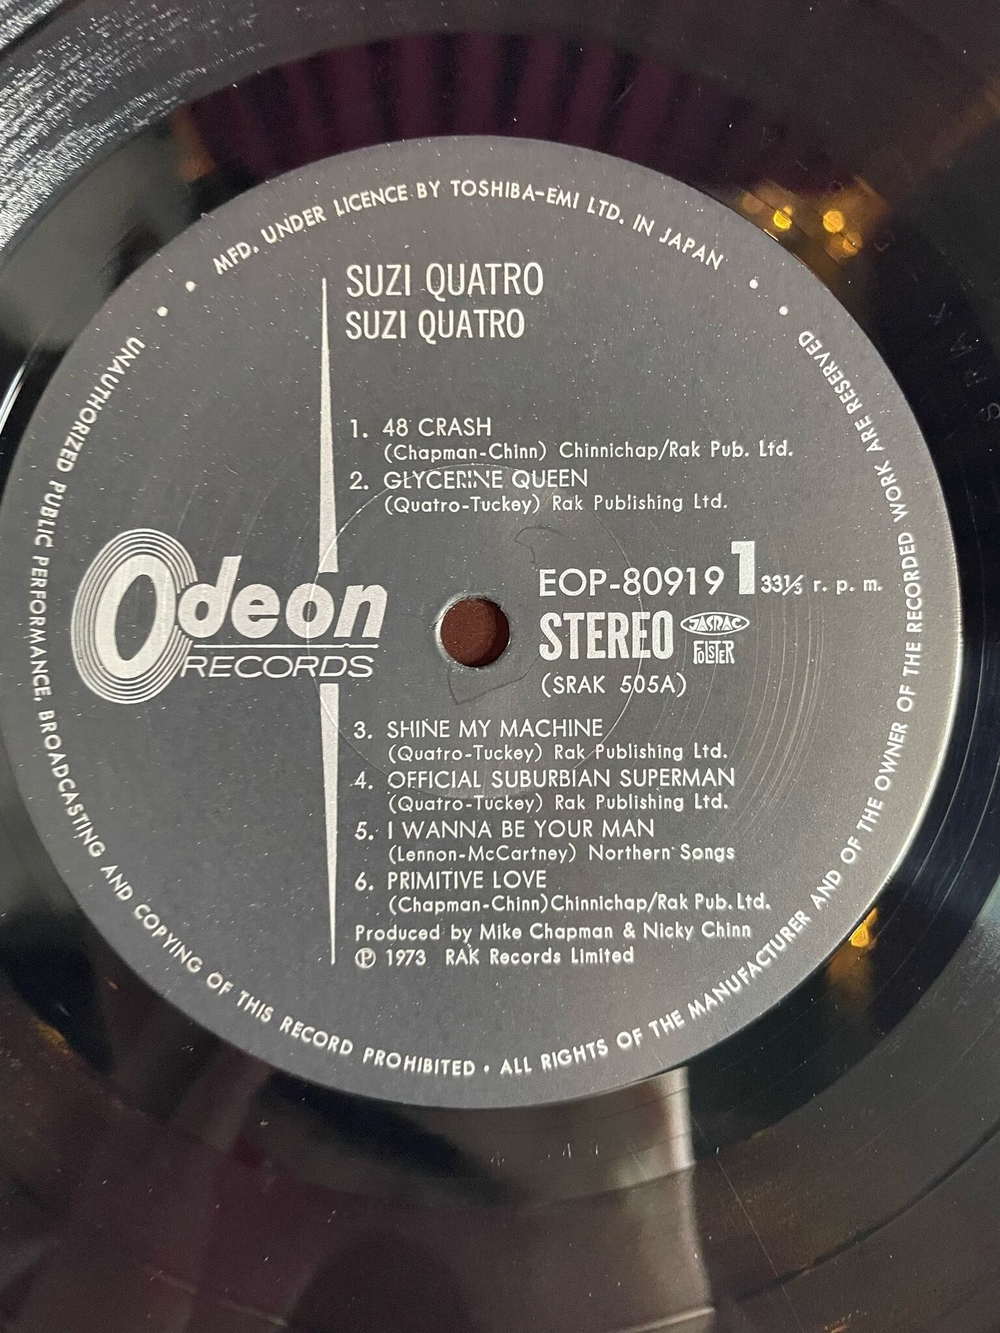 MFD. UNDER LICENCE BY TOSHIBA-EMI LTD. IN JAPAN
SUZI QUATRO
SUZI QUATRO
1. 48 CRASH
(Chapman-Chinn) Chinnichap/Rak Pub. Ltd.
2. GLYCERINE QUEEN
(Quatro-Tuckey) Rak Publishing Ltd.
Odeon
RECORDS
EOP-80919 1 33⅓ r. p. m.
STEREO JASRAC
FOLSTER
(SRAK 505A)
3. SHINE MY MACHINE
(Quatro-Tuckey) Rak Publishing Ltd.
4. OFFICIAL SUBURBIAN SUPERMAN
(Quatro-Tuckey) Rak Publishing Ltd.
5. I WANNA BE YOUR MAN
(Lennon-McCartney) Northern Songs
6. PRIMITIVE LOVE
(Chapman-Chinn) Chinnichap/Rak Pub. Ltd.
Produced by Mike Chapman & Nicky Chinn
Ⓟ 1973 RAK Records Limited
UNAUTHORIZED PUBLIC PERFORMANCE, BROADCASTING AND COPYING OF THIS RECORD PROHIBITED • ALL RIGHTS OF THE MANUFACTURER AND OF THE OWNER OF THE RECORDED WORK ARE RESERVED